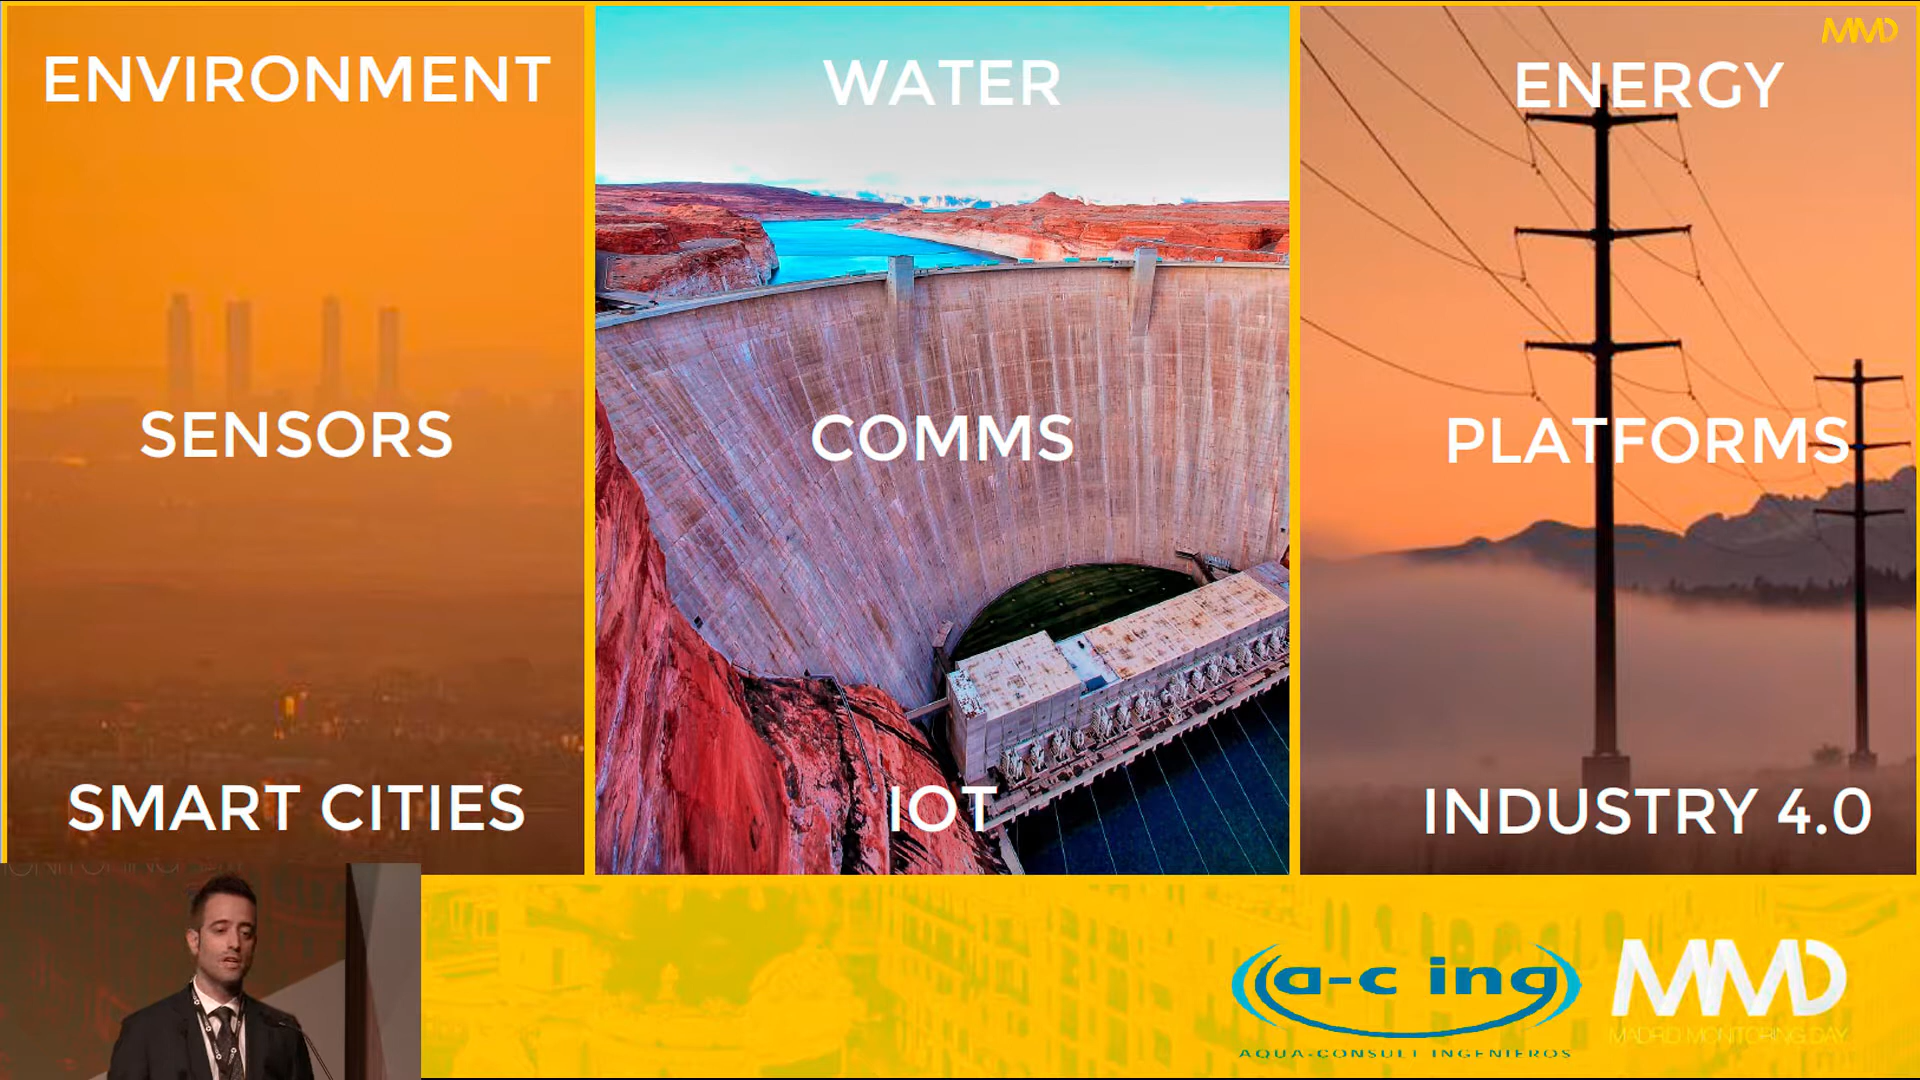 ENVIRONMENT
WATER
ENERGY
MMD
SENSORS
COMMS
PLATFORMS
SMART CITIES
IOT
INDUSTRY 4.0
a-c ing
AQUA-CONSULT INGENIEROS
MMD
MADRID MONITORING DAY